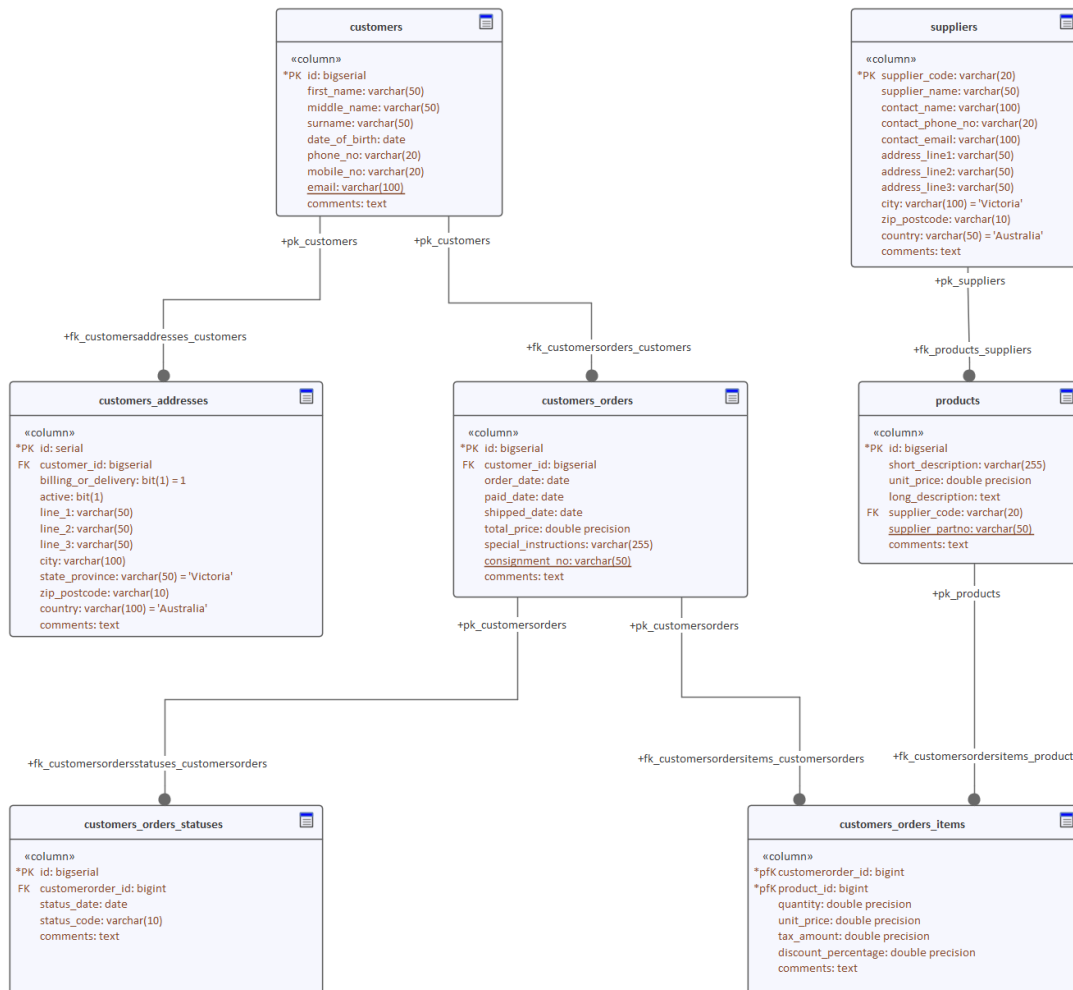 customers
«column»
*PK id: bigserial
first_name: varchar(50)
middle_name: varchar(50)
surname: varchar(50)
date_of_birth: date
phone_no: varchar(20)
mobile_no: varchar(20)
email: varchar(100)
comments: text
suppliers
«column»
*PK supplier_code: varchar(20)
supplier_name: varchar(50)
contact_name: varchar(100)
contact_phone_no: varchar(20)
contact_email: varchar(100)
address_line1: varchar(50)
address_line2: varchar(50)
address_line3: varchar(50)
city: varchar(100) = 'Victoria'
zip_postcode: varchar(10)
country: varchar(50) = 'Australia'
comments: text
+pk_customers
+pk_customers
+pk_suppliers
+fk_customersaddresses_customers
+fk_customersorders_customers
+fk_products_suppliers
customers_addresses
«column»
*PK id: serial
FK customer_id: bigserial
billing_or_delivery: bit(1) = 1
active: bit(1)
line_1: varchar(50)
line_2: varchar(50)
line_3: varchar(50)
city: varchar(100)
state_province: varchar(50) = 'Victoria'
zip_postcode: varchar(10)
country: varchar(100) = 'Australia'
comments: text
customers_orders
«column»
*PK id: bigserial
FK customer_id: bigserial
order_date: date
paid_date: date
shipped_date: date
total_price: double precision
special_instructions: varchar(255)
consignment_no: varchar(50)
comments: text
products
«column»
*PK id: bigserial
short_description: varchar(255)
unit_price: double precision
long_description: text
FK supplier_code: varchar(20)
supplier_partno: varchar(50)
comments: text
+pk_customersorders
+pk_customersorders
+pk_products
+fk_customersordersstatuses_customersorders
+fk_customersordersitems_customersorders
+fk_customersordersitems_product
customers_orders_statuses
«column»
*PK id: bigserial
FK customerorder_id: bigint
status_date: date
status_code: varchar(10)
comments: text
customers_orders_items
«column»
*pfK customerorder_id: bigint
*pfK product_id: bigint
quantity: double precision
unit_price: double precision
tax_amount: double precision
discount_percentage: double precision
comments: text